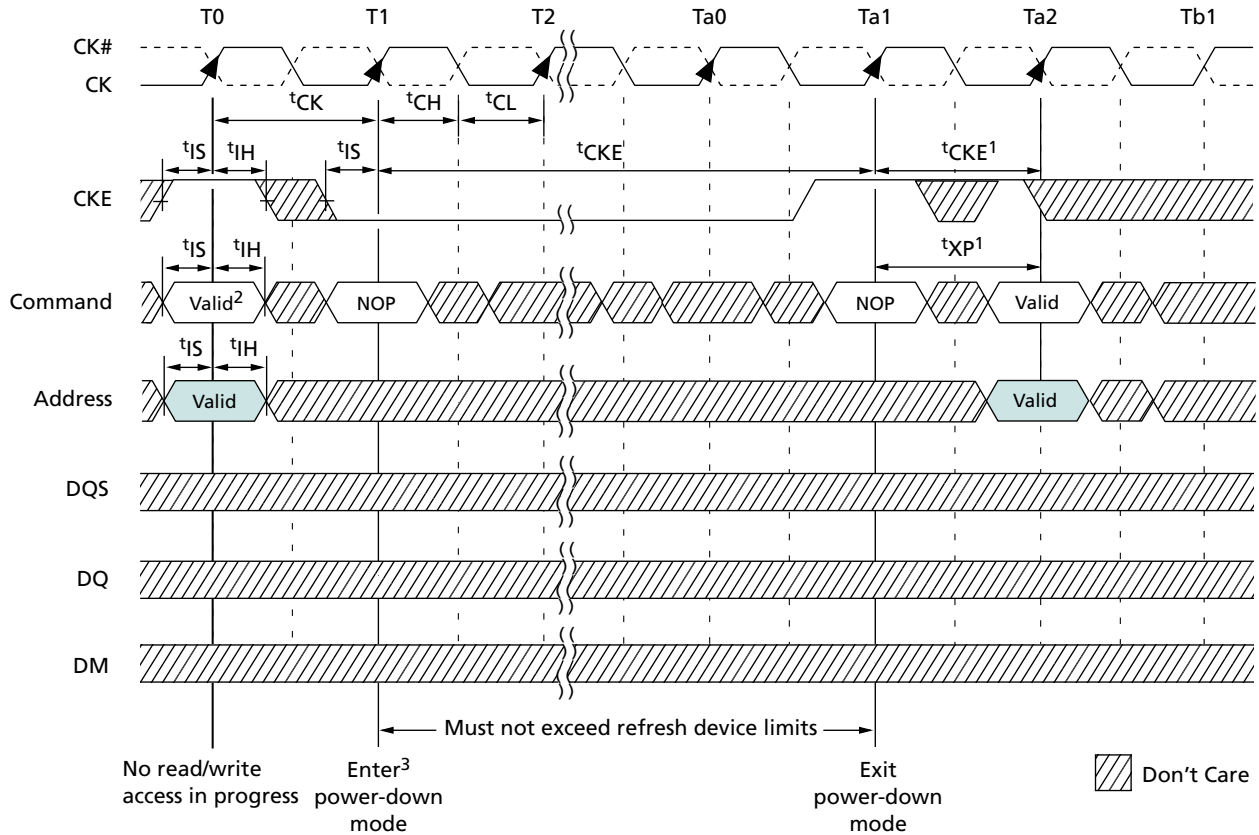 T0 T1 T2 Ta0 Ta1 Ta2 Tb1
CK#
CK
tCK tCH tCL
tIS tIH tIS tCKE tCKE1
CKE
tIS tIH tXP1
Command Valid2 NOP NOP Valid
tIS tIH
Address Valid Valid
DQS
DQ
DM
Must not exceed refresh device limits
No read/write
access in progress
Enter3
power-down
mode
Exit
power-down
mode
Don't Care